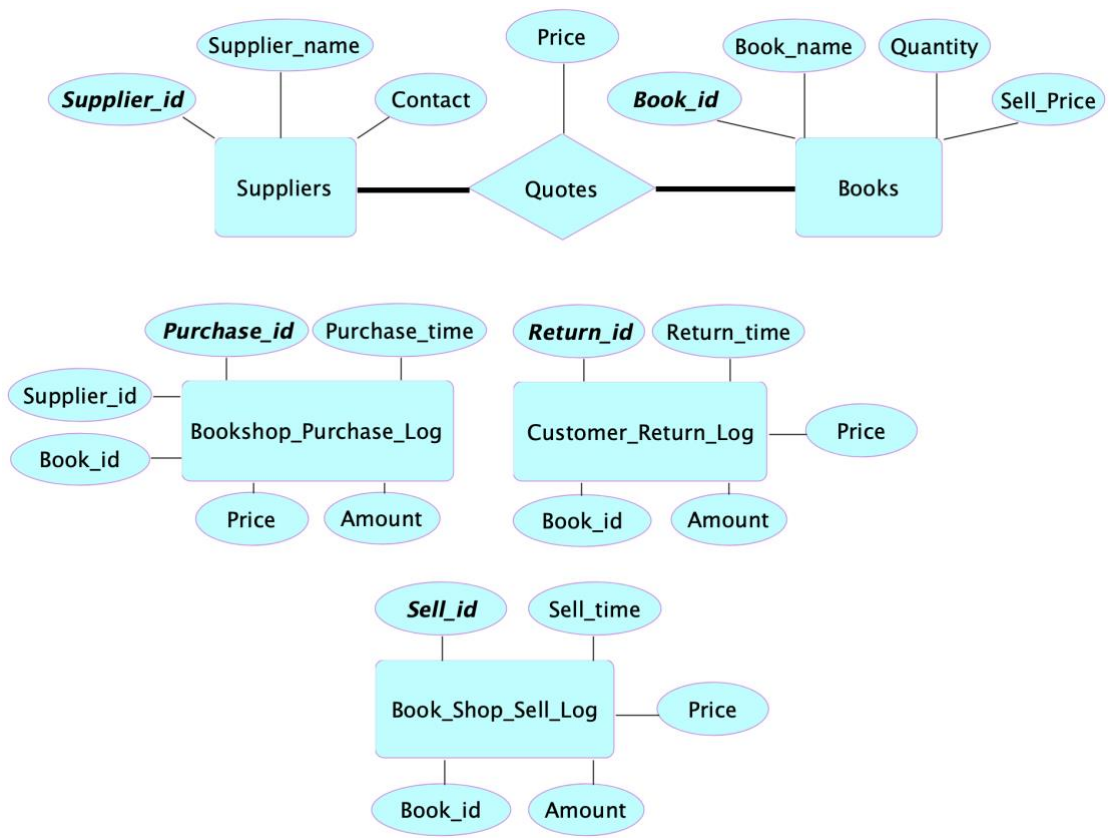 Supplier_name
Price
Book_name
Quantity
Supplier_id
Contact
Book_id
Sell_Price
Suppliers
Quotes
Books
Purchase_id
Purchase_time
Return_id
Return_time
Supplier_id
Bookshop_Purchase_Log
Customer_Return_Log
Price
Book_id
Price
Amount
Book_id
Amount
Sell_id
Sell_time
Book_Shop_Sell_Log
Price
Book_id
Amount